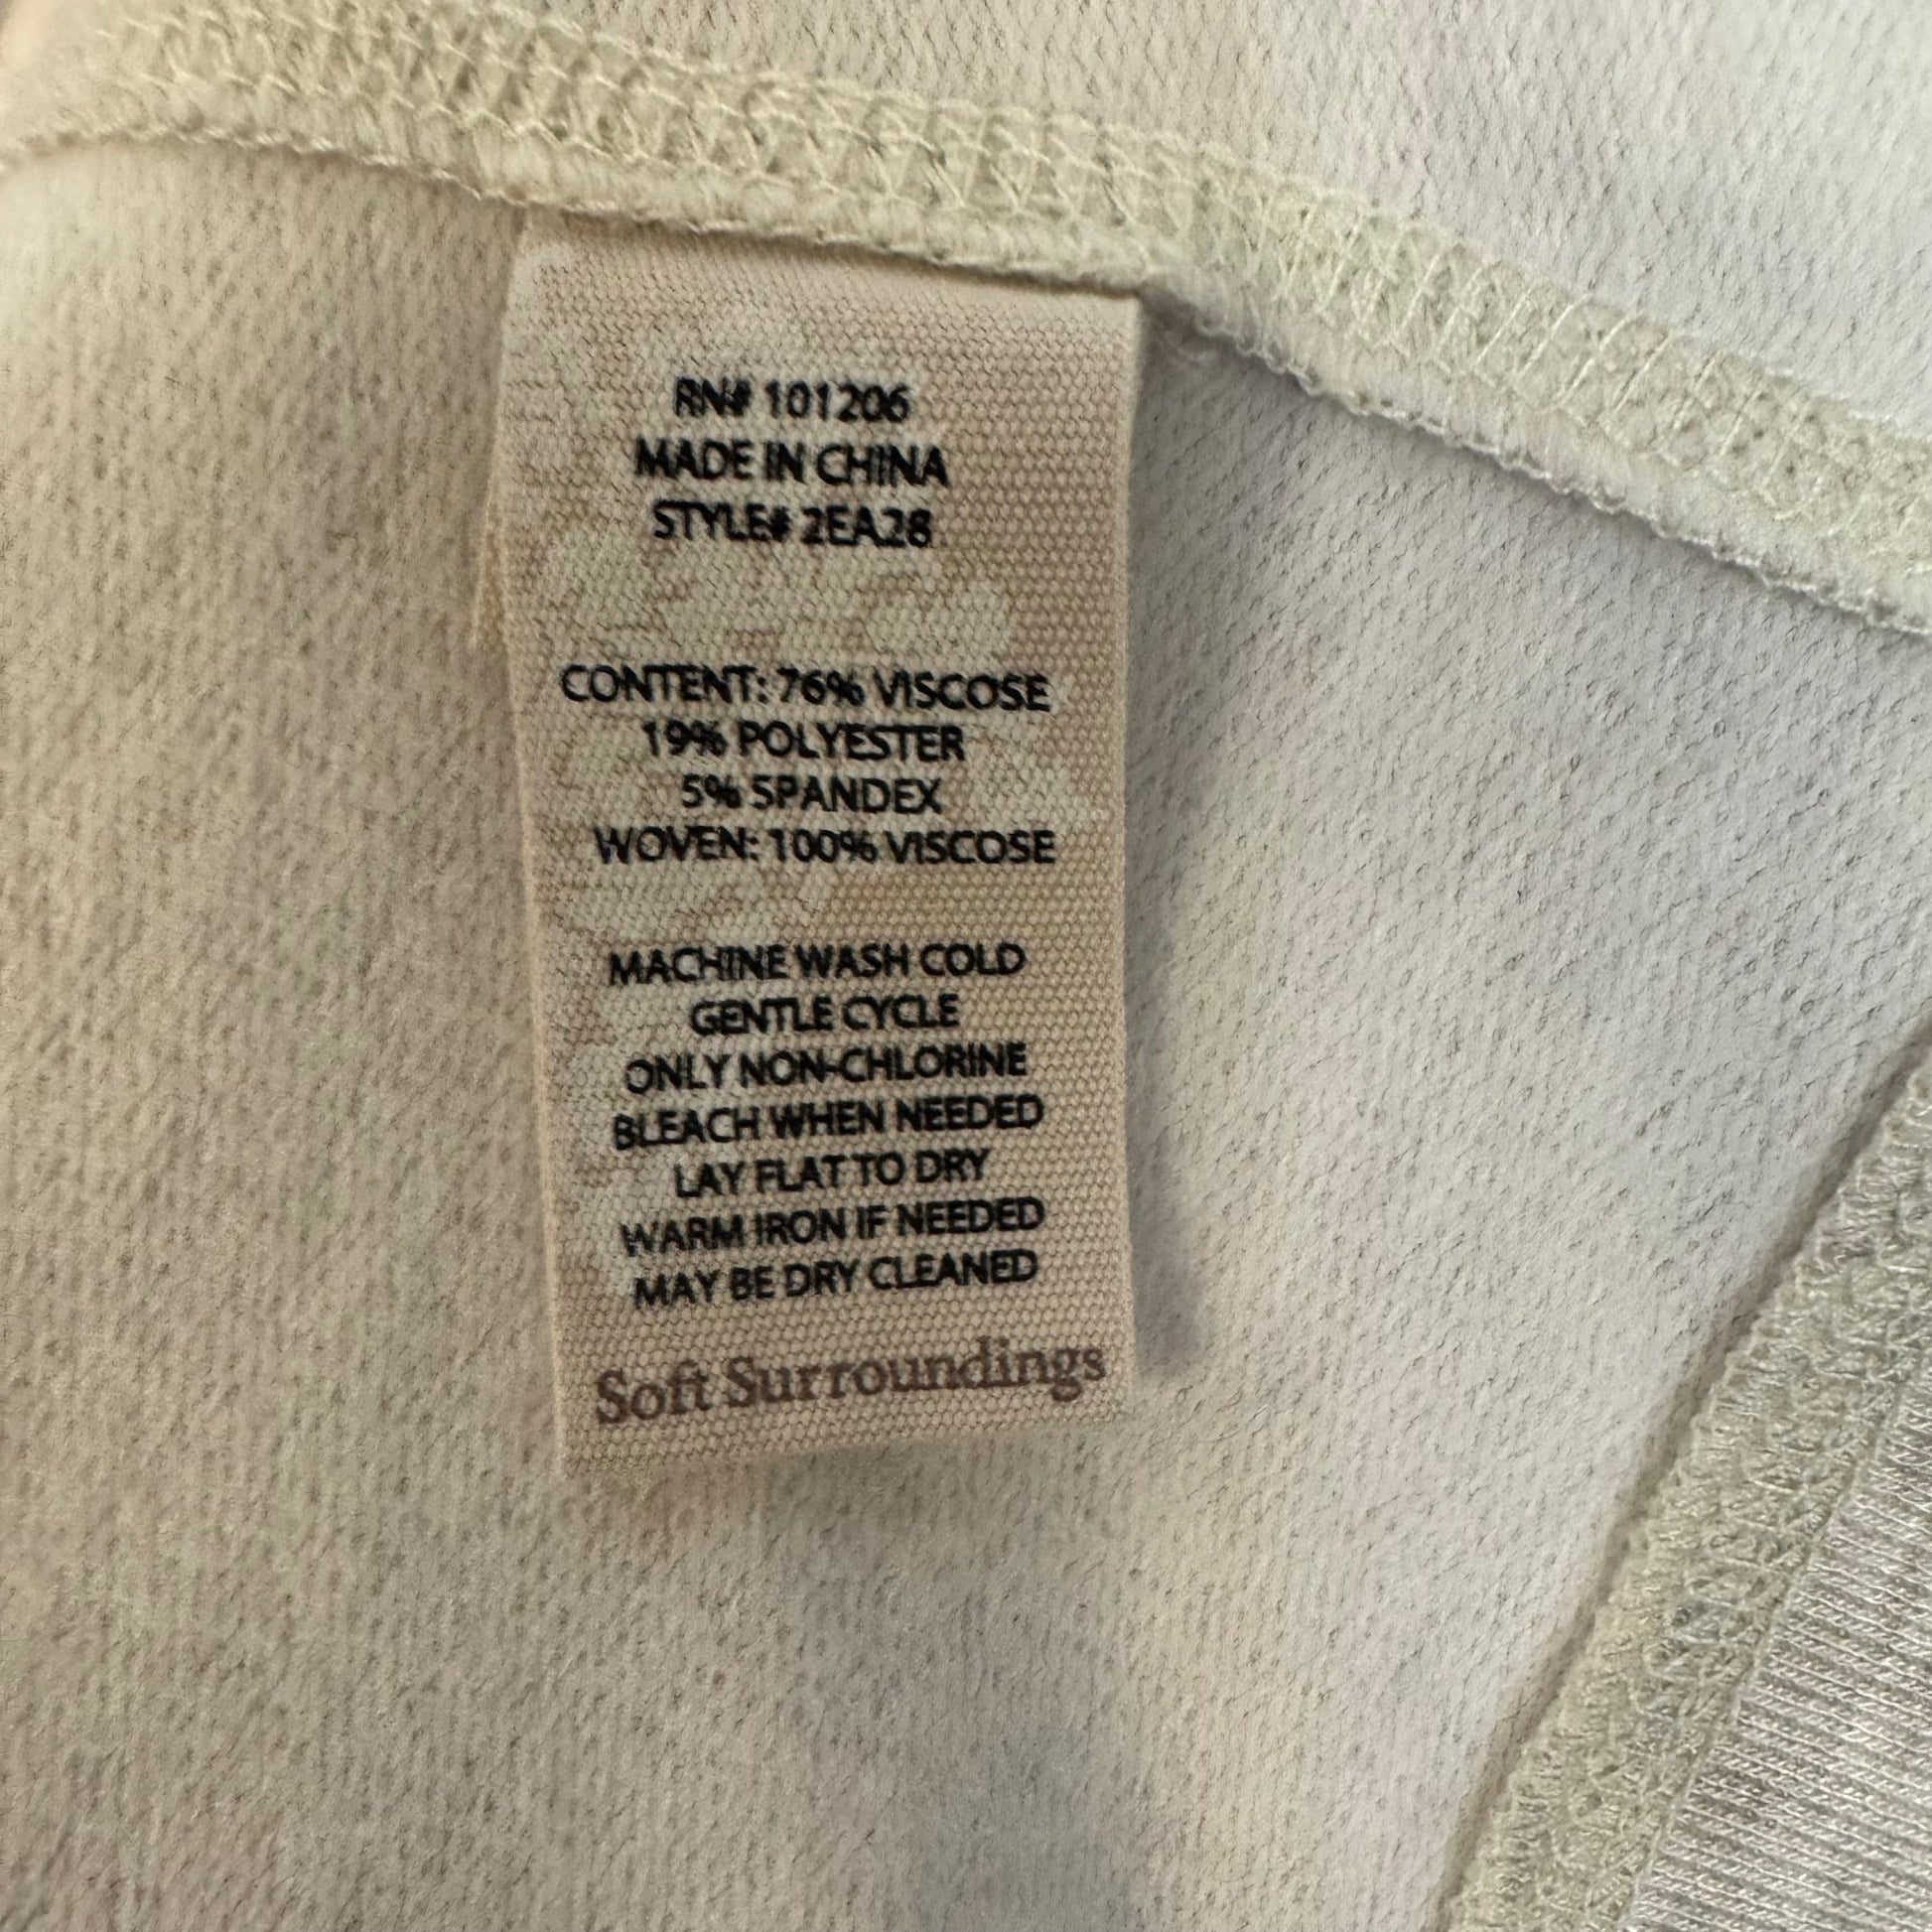 RN# 101206
MADE IN CHINA
STYLE# 2EA28
CONTENT: 76% VISCOSE
19% POLYESTER
5% SPANDEX
WOVEN: 100% VISCOSE
MACHINE WASH COLD
GENTLE CYCLE
ONLY NON-CHLORINE
BLEACH WHEN NEEDED
LAY FLAT TO DRY
WARM IRON IF NEEDED
MAY BE DRY CLEANED
Soft Surroundings